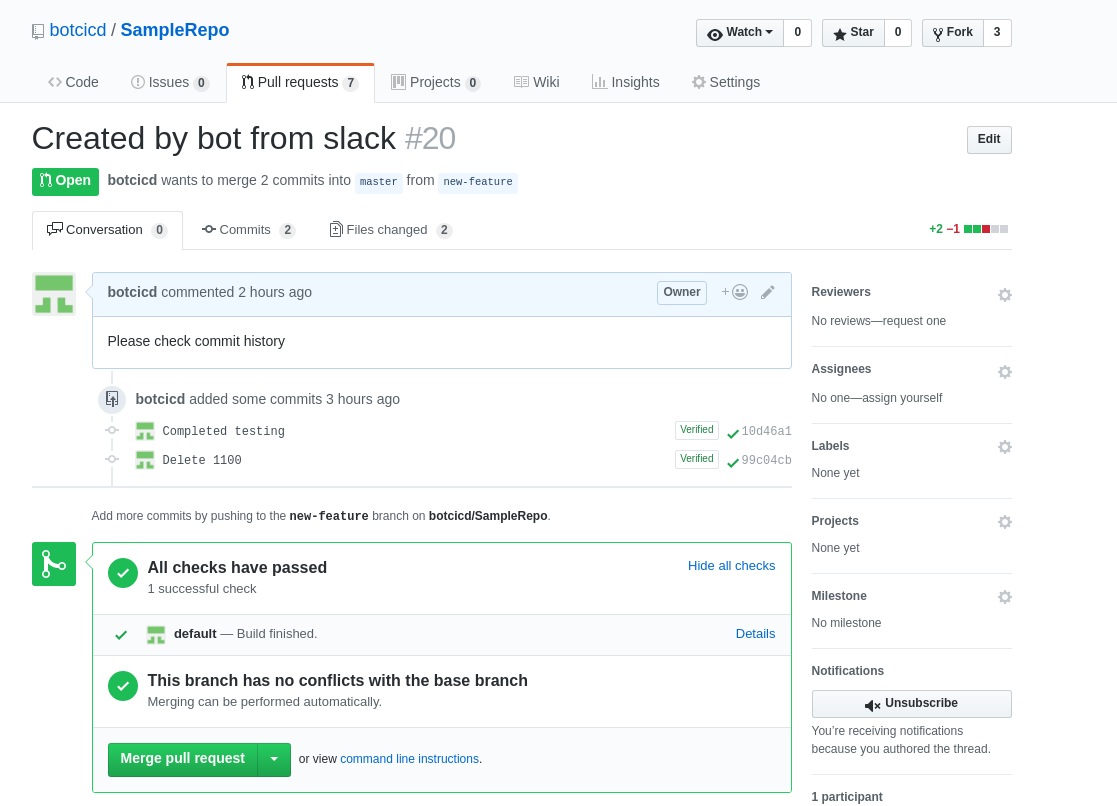 botcicd / SampleRepo
Watch 0 Star 0 Fork 3
Code Issues 0 Pull requests 7 Projects 0 Wiki Insights Settings
Created by bot from slack #20
Edit
Open botcicd wants to merge 2 commits into master from new-feature
Conversation 0 Commits 2 Files changed 2
+2 −1
botcicd commented 2 hours ago
Owner +
Please check commit history
botcicd added some commits 3 hours ago
Completed testing Verified 10d46a1
Delete 1100 Verified 99c04cb
Add more commits by pushing to the new-feature branch on botcicd/SampleRepo.
All checks have passed
Hide all checks
1 successful check
default — Build finished. Details
This branch has no conflicts with the base branch
Merging can be performed automatically.
Merge pull request or view command line instructions.
Reviewers
No reviews—request one
Assignees
No one—assign yourself
Labels
None yet
Projects
None yet
Milestone
No milestone
Notifications
Unsubscribe
You're receiving notifications
because you authored the thread.
1 participant